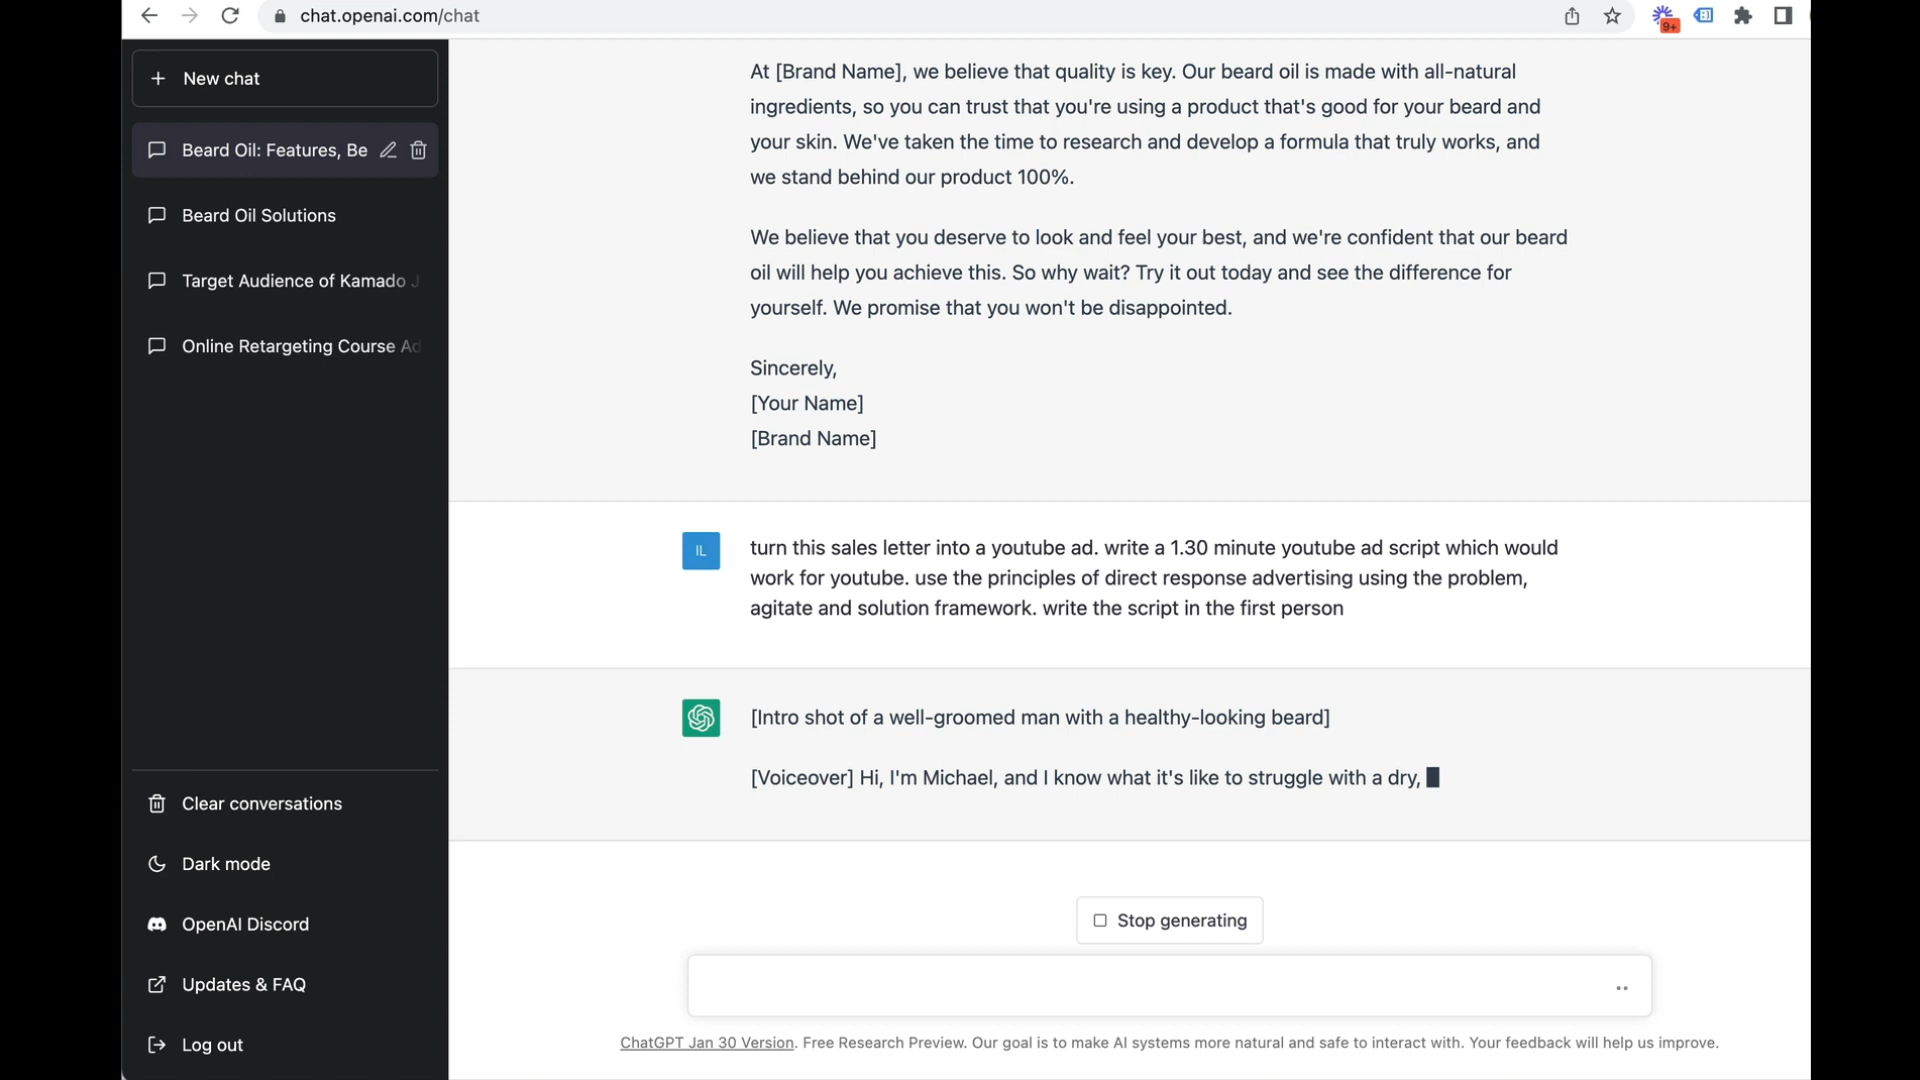 chat.openai.com/chat
9+
New chat
Beard Oil: Features, Be
Beard Oil Solutions
Target Audience of Kamado J
Online Retargeting Course Ad
Clear conversations
Dark mode
OpenAI Discord
Updates & FAQ
Log out
At [Brand Name], we believe that quality is key. Our beard oil is made with all-natural
ingredients, so you can trust that you're using a product that's good for your beard and
your skin. We've taken the time to research and develop a formula that truly works, and
we stand behind our product 100%.
We believe that you deserve to look and feel your best, and we're confident that our beard
oil will help you achieve this. So why wait? Try it out today and see the difference for
yourself. We promise that you won't be disappointed.
Sincerely,
[Your Name]
[Brand Name]
IL
turn this sales letter into a youtube ad. write a 1.30 minute youtube ad script which would
work for youtube. use the principles of direct response advertising using the problem,
agitate and solution framework. write the script in the first person
[Intro shot of a well-groomed man with a healthy-looking beard]
[Voiceover] Hi, I'm Michael, and I know what it's like to struggle with a dry,
Stop generating
ChatGPT Jan 30 Version. Free Research Preview. Our goal is to make AI systems more natural and safe to interact with. Your feedback will help us improve.